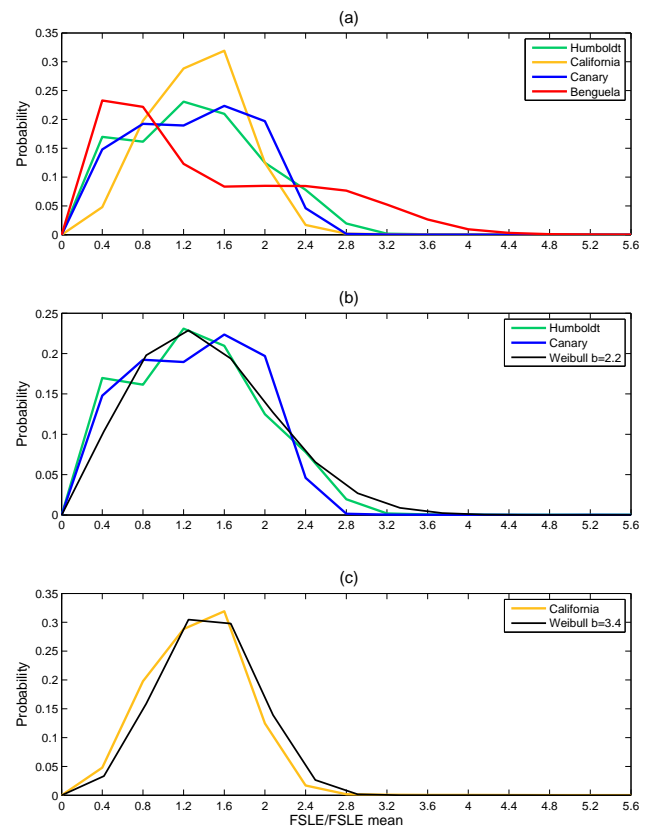 (a)
0.35
0.3
0.25
0.2
0.15
0.1
0.05
0
Probability
Humboldt
California
Canary
Benguela
0 0.4 0.8 1.2 1.6 2 2.4 2.8 3.2 3.6 4 4.4 4.8 5.2 5.6
(b)
0.25
0.2
0.15
0.1
0.05
0
Probability
Humboldt
Canary
Weibull b=2.2
0 0.4 0.8 1.2 1.6 2 2.4 2.8 3.2 3.6 4 4.4 4.8 5.2 5.6
(c)
0.35
0.3
0.25
0.2
0.15
0.1
0.05
0
Probability
California
Weibull b=3.4
0 0.4 0.8 1.2 1.6 2 2.4 2.8 3.2 3.6 4 4.4 4.8 5.2 5.6
FSLE/FSLE mean